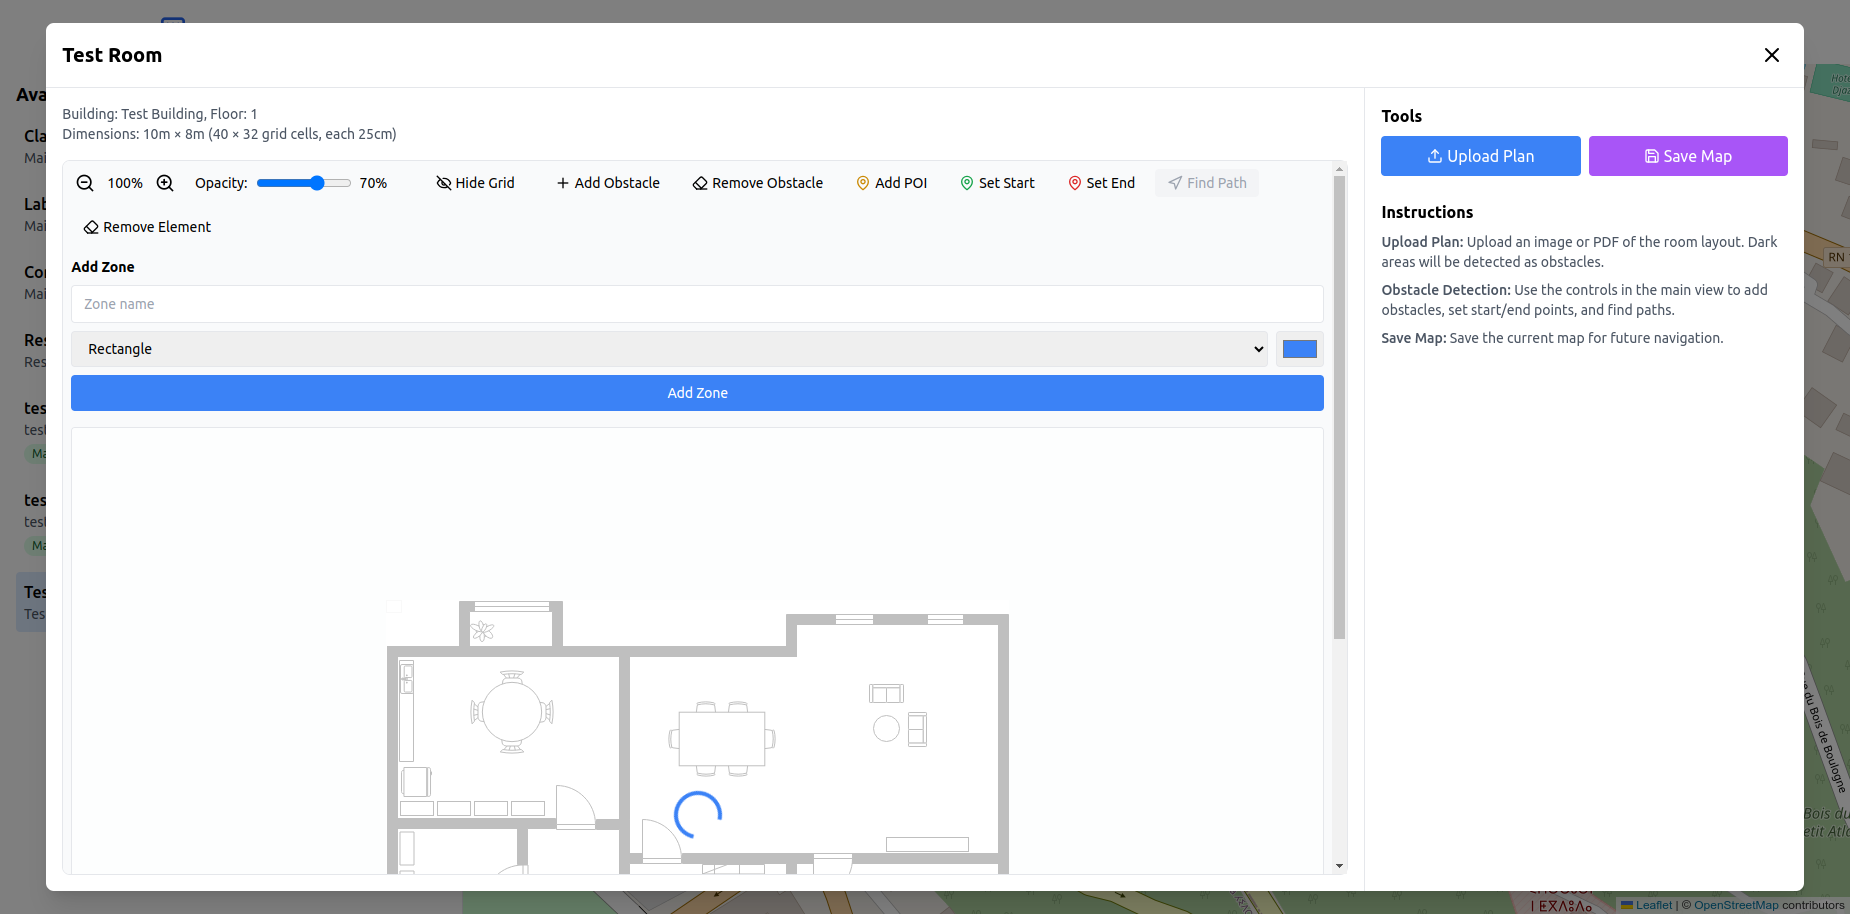 Test Room
Ava
Cla
Mai
Lab
Mai
Co
Mai
Res
Res
tes
test
Ma
tes
test
Ma
Tes
Tes
Building: Test Building, Floor: 1
Dimensions: 10m × 8m (40 × 32 grid cells, each 25cm)
100% Opacity: 70% Hide Grid Add Obstacle Remove Obstacle Add POI Set Start Set End Find Path
Remove Element
Add Zone
Zone name
Rectangle
Add Zone
Tools
Upload Plan Save Map
Instructions
Upload Plan: Upload an image or PDF of the room layout. Dark
areas will be detected as obstacles.
Obstacle Detection: Use the controls in the main view to add
obstacles, set start/end points, and find paths.
Save Map: Save the current map for future navigation.
Hote
Djaz
RN
du Bois de Boulogne
Bois du
etit Atla
Leaflet | © OpenStreetMap contributors